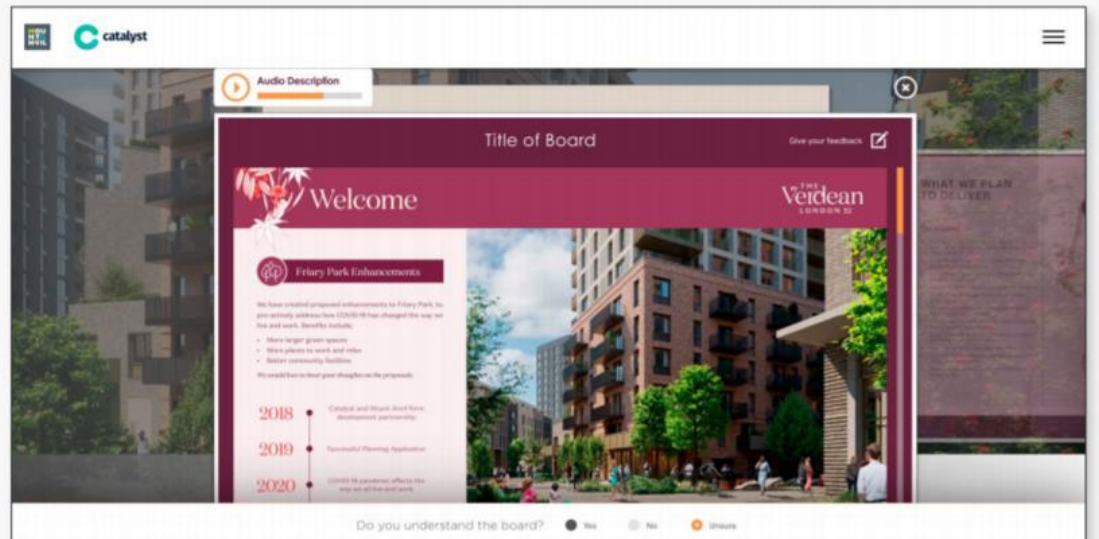 MOU
NT
NVIL
catalyst
Audio Description
Title of Board
Give your feedback
Welcome
THE
Verdean
LONDON W3
Friary Park Enhancements
We have created proposed enhancements to Friary Park, to
pro-actively address how COVID-19 has changed the way we
live and work. Benefits include;
• More larger green spaces
• More places to work and relax
• Better community facilities
We would love to hear your thoughts on the proposals.
2018
Catalyst and Mount Anvil form
development partnership
2019
Successful Planning Application
2020
COVID-19 pandemic affects the
way we all live and work
WHAT WE PLAN
TO DELIVER
Do you understand the board?
Yes
No
Unsure